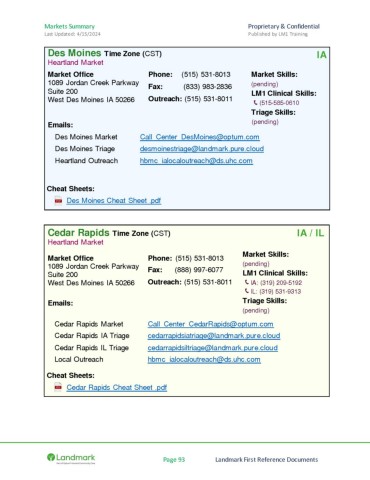 Markets Summary Proprietary & Confidential
Last Updated: 4/15/2024 Published by LM1 Training
Des Moines Time Zone (CST) IA
Heartland Market
Market Office Phone: (515) 531-8013 Market Skills:
1089 Jordan Creek Parkway (pending)
Suite 200 Fax: (833) 983-2836 LM1 Clinical Skills:
West Des Moines IA 50266 Outreach: (515) 531-8011 (515-585-0610
Triage Skills:
(pending)
Emails:
Des Moines Market Call_Center_DesMoines@optum.com
Des Moines Triage desmoinestriage@landmark.pure.cloud
Heartland Outreach hbmc_ialocaloutreach@ds.uhc.com
Cheat Sheets:
Des Moines Cheat Sheet .pdf
Cedar Rapids Time Zone (CST) IA / IL
Heartland Market
Market Office Phone: (515) 531-8013 Market Skills:
1089 Jordan Creek Parkway (pending)
Suite 200 Fax: (888) 997-6077 LM1 Clinical Skills:
West Des Moines IA 50266 Outreach: (515) 531-8011 IA: (319) 209-5192
IL: (319) 531-9313
Emails: Triage Skills:
(pending)
Cedar Rapids Market Call_Center_CedarRapids@optum.com
Cedar Rapids IA Triage cedarrapidsiatriage@landmark.pure.cloud
Cedar Rapids IL Triage cedarrapidsiltriage@landmark.pure.cloud
Local Outreach hbmc_ialocaloutreach@ds.uhc.com
Cheat Sheets:
Cedar Rapids Cheat Sheet .pdf
Landmark Page 93 Landmark First Reference Documents